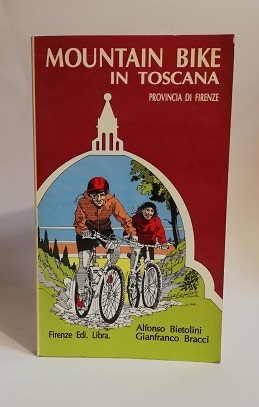 MOUNTAIN BIKE
IN TOSCANA
PROVINCIA DI FIRENZE
Firenze Edi. Libra.
Alfonso Bietolini
Gianfranco Bracci